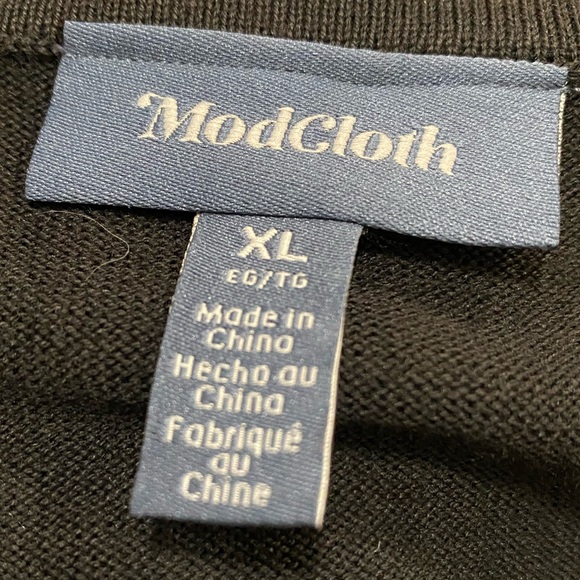 ModCloth
XL
EG/TG
Made in
China
Hecho au
China
Fabriqué
au
Chine